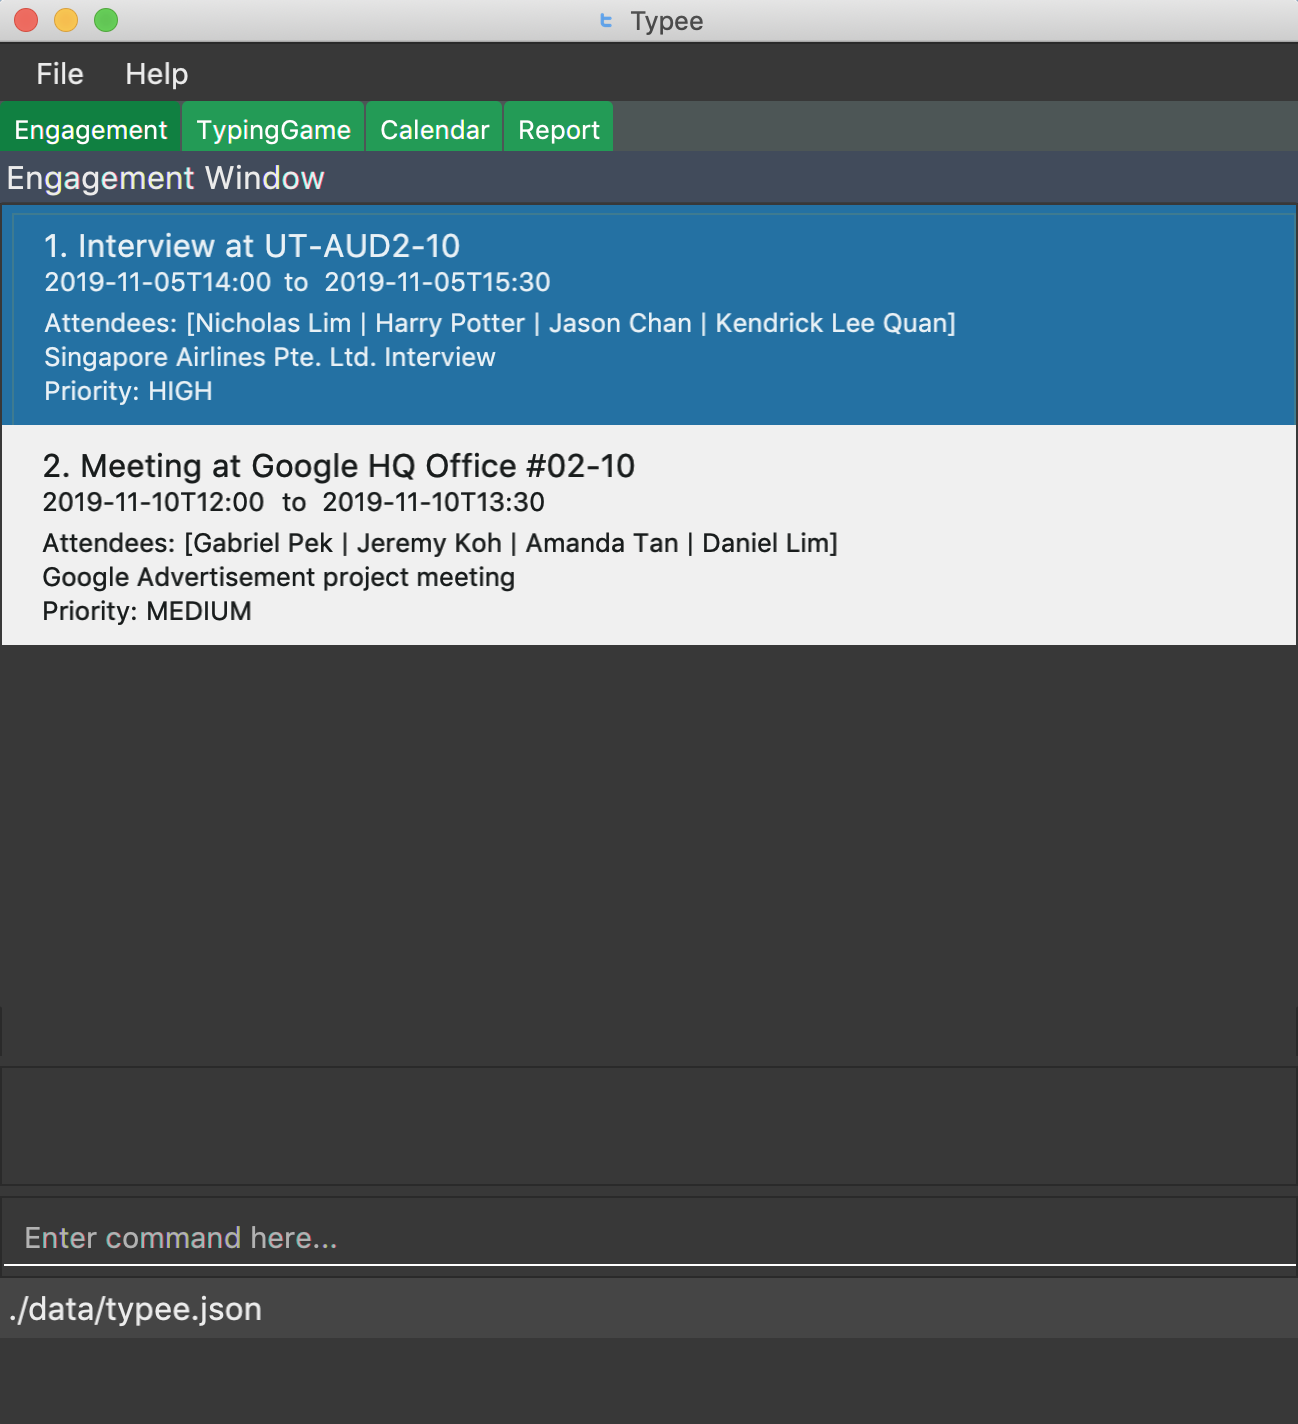 Typee
File Help
Engagement TypingGame Calendar Report
Engagement Window
1. Interview at UT-AUD2-10
2019-11-05T14:00 to 2019-11-05T15:30
Attendees: [Nicholas Lim | Harry Potter | Jason Chan | Kendrick Lee Quan]
Singapore Airlines Pte. Ltd. Interview
Priority: HIGH
2. Meeting at Google HQ Office #02-10
2019-11-10T12:00 to 2019-11-10T13:30
Attendees: [Gabriel Pek | Jeremy Koh | Amanda Tan | Daniel Lim]
Google Advertisement project meeting
Priority: MEDIUM
Enter command here...
./data/typee.json